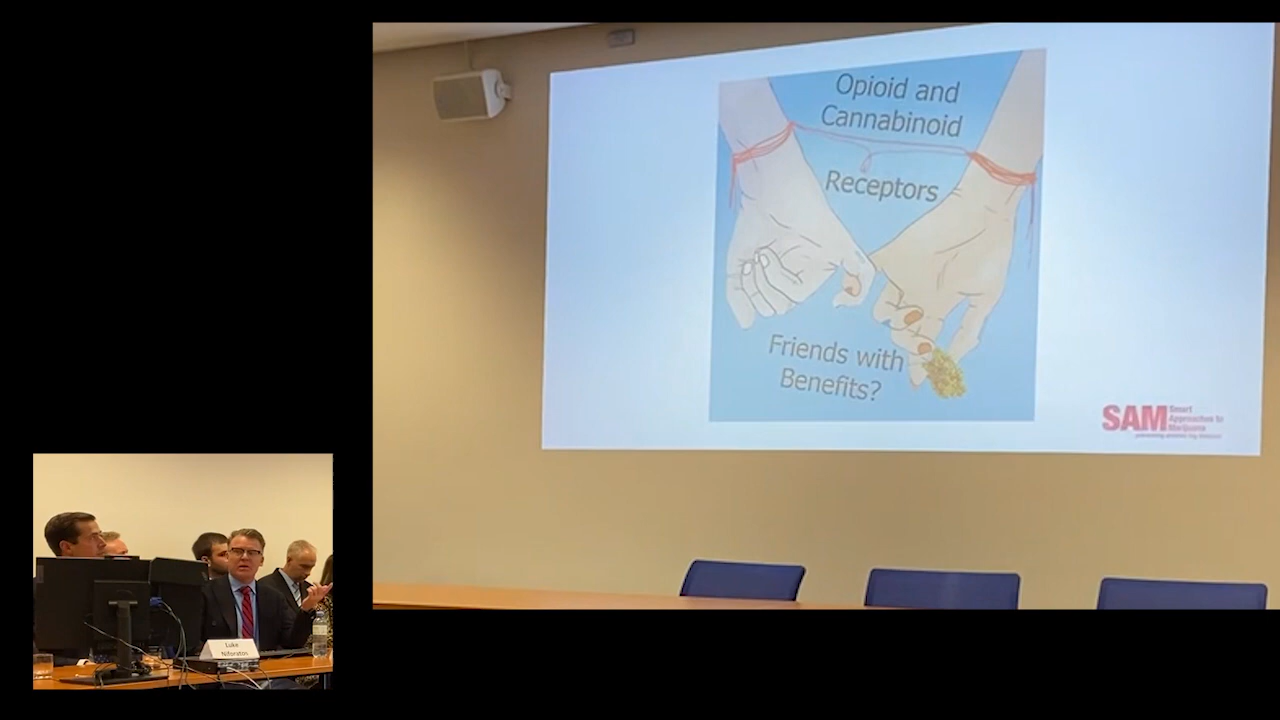 Opioid and
Cannabinoid
Receptors
Friends with
Benefits?
SAM
Smart
Approaches to
Marijuana
Luke
Niforatos